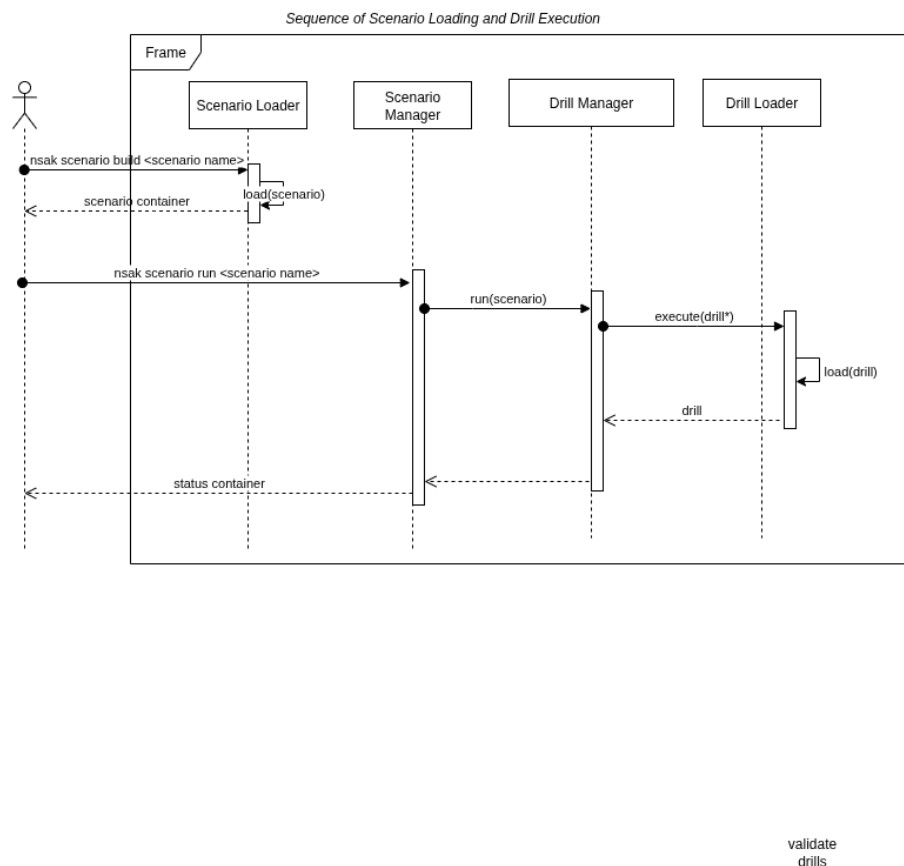 Sequence of Scenario Loading and Drill Execution
Frame
Scenario Loader
Scenario
Manager
Drill Manager
Drill Loader
nsak scenario build <scenario name>
load(scenario)
scenario container
nsak scenario run <scenario name>
run(scenario)
execute(drill*)
load(drill)
drill
status container
validate
drills